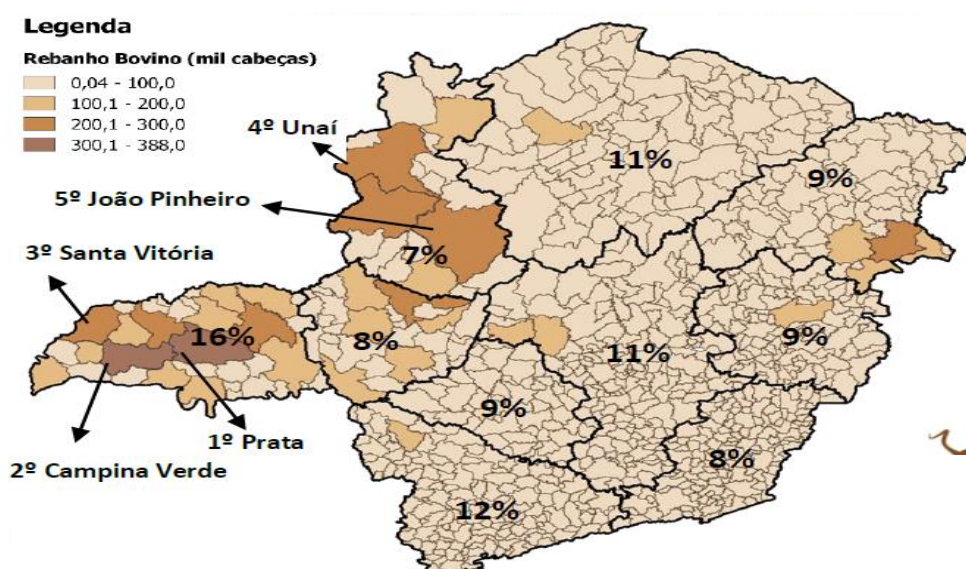 Legenda
Rebanho Bovino (mil cabeças)
0,04 - 100,0
100,1 - 200,0
200,1 - 300,0
300,1 - 388,0
4º Unaí
11%
9%
5º João Pinheiro
7%
3º Santa Vitória
16%
8%
11%
9%
9%
1º Prata
2º Campina Verde
8%
12%